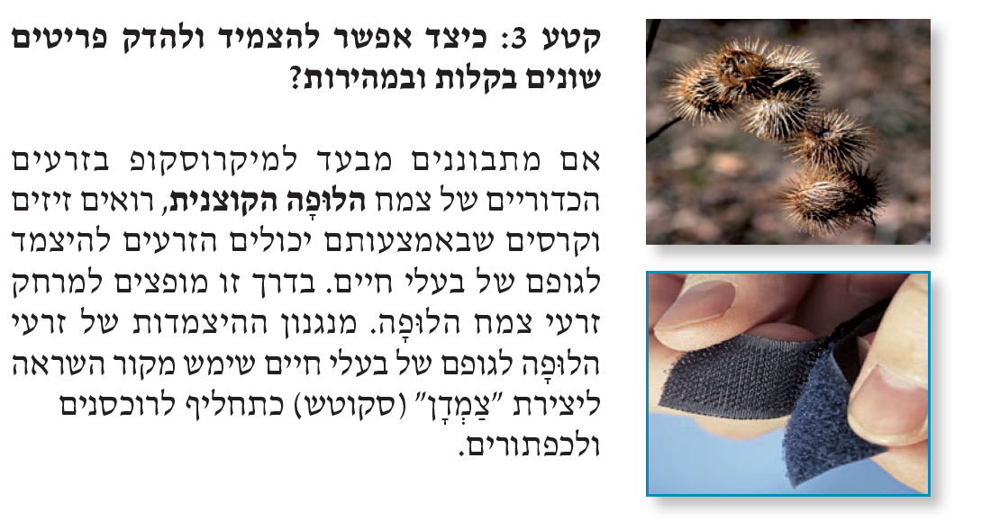 קטע 3: כיצד אפשר להצמיד ולהדק פריטים
שונים בקלות ובמהירות?
אם מתבוננים מבעד למיקרוסקופ בזרעים
הכדוריים של צמח הלוּפָּה הקוצנית, רואים זיזים
וקרסים שבאמצעותם יכולים הזרעים להיצמד
לגופם של בעלי חיים. בדרך זו מופצים למרחק
זרעי צמח הלוּפָּה. מנגנון ההיצמדות של זרעי
הלוּפָּה לגופם של בעלי חיים שימש מקור השראה
ליצירת "צַמְדָן" (סקוטש) כתחליף לרוכסנים
ולכפתורים.